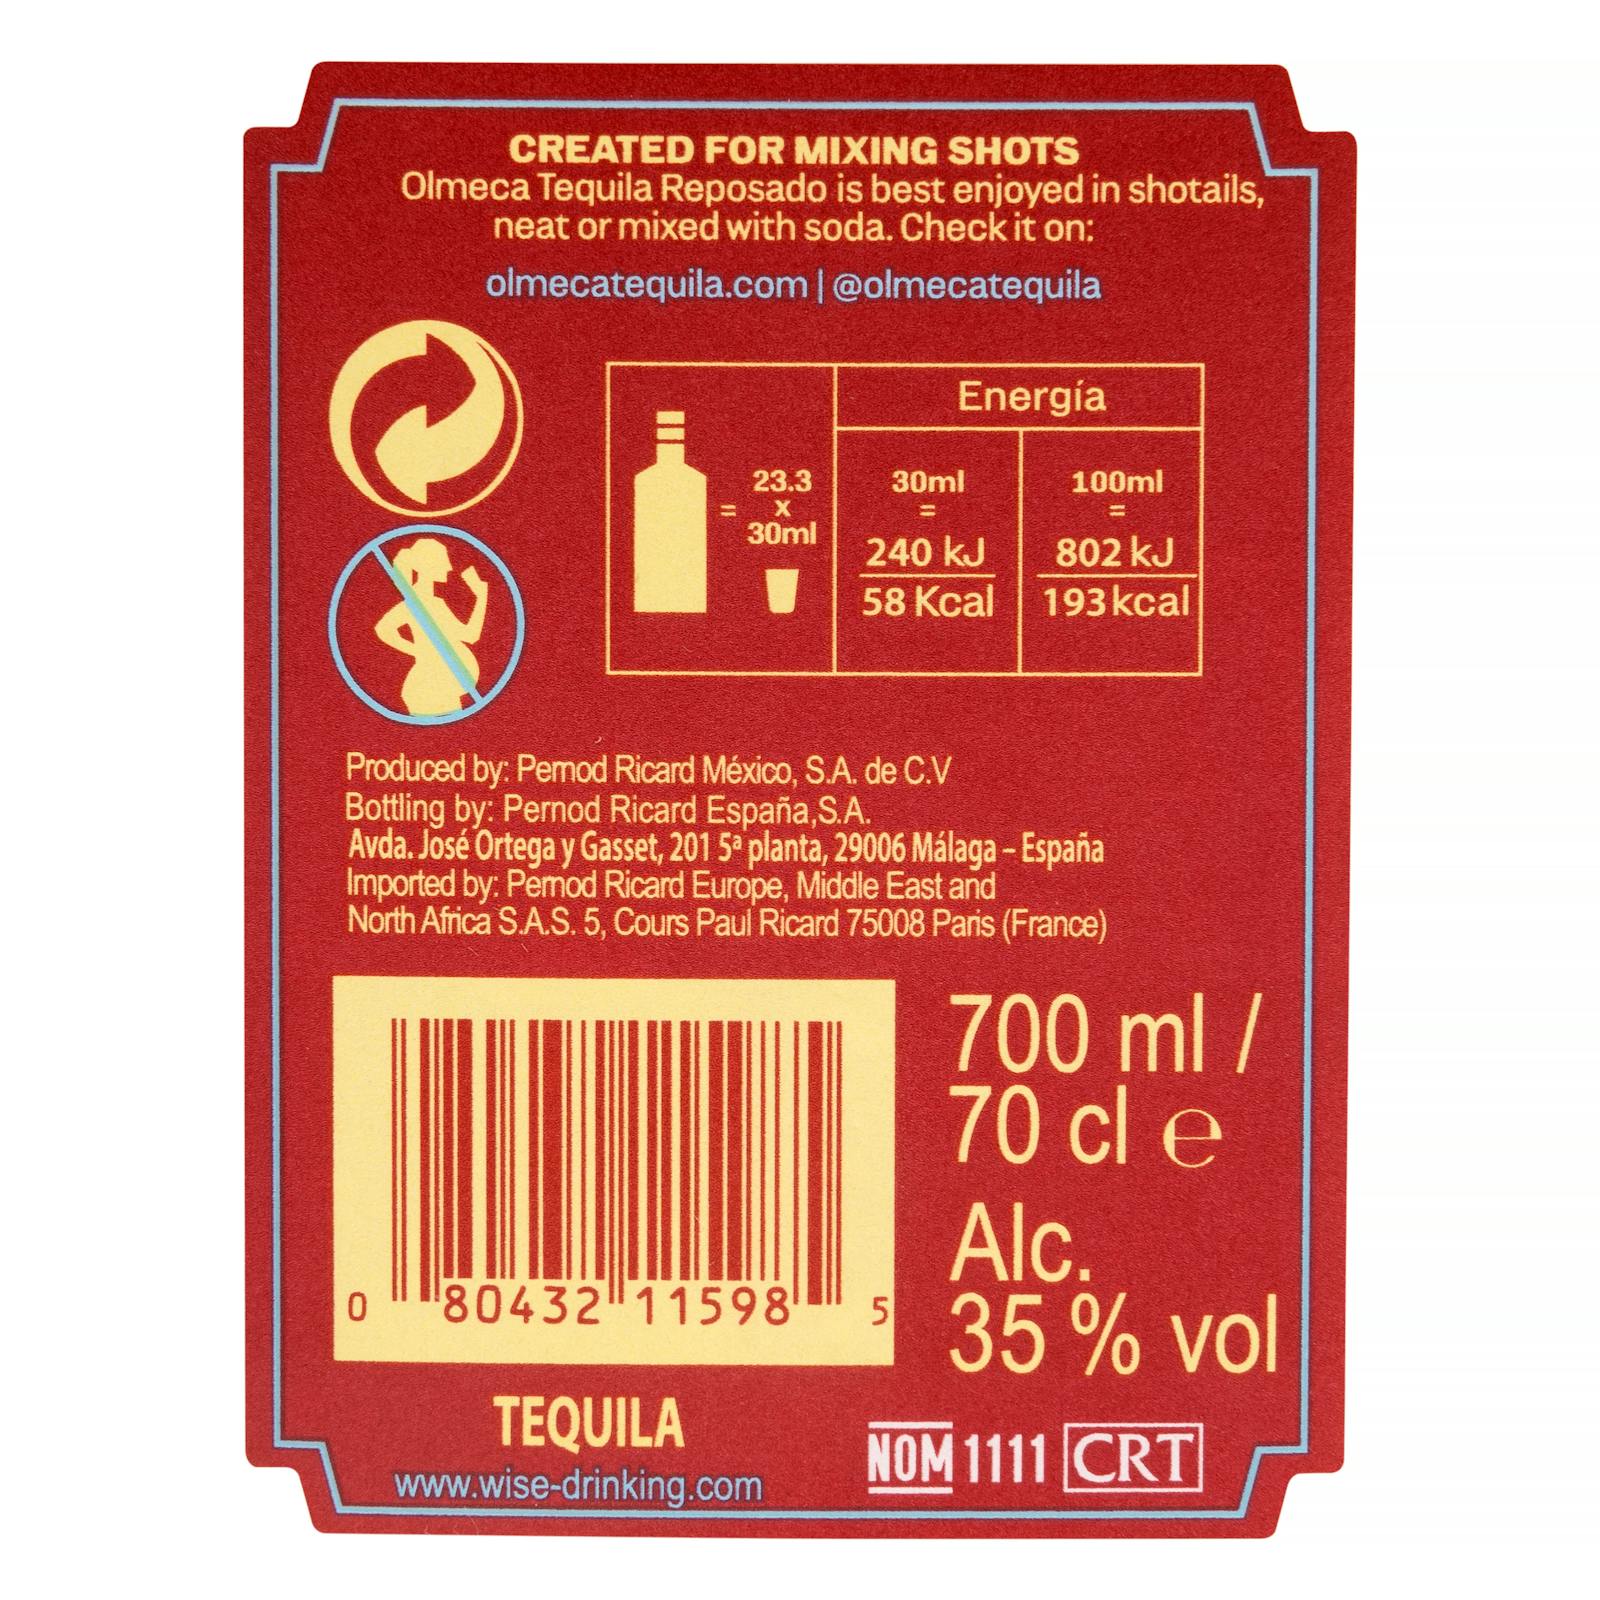 CREATED FOR MIXING SHOTS
Olmeca Tequila Reposado is best enjoyed in shotails,
neat or mixed with soda. Check it on:
olmecatequila.com | @olmecatequila
Energía
= 23.3 x 30ml
30ml = 240 kJ
58 Kcal
100ml = 802 kJ
193 kcal
Produced by: Pernod Ricard México, S.A. de C.V
Bottling by: Pernod Ricard España,S.A.
Avda. José Ortega y Gasset, 201 5ª planta, 29006 Málaga – España
Imported by: Pernod Ricard Europe, Middle East and
North Africa S.A.S. 5, Cours Paul Ricard 75008 Paris (France)
700 ml /
70 cl ℮
Alc.
35 % vol
0 80432 11598 5
TEQUILA
www.wise-drinking.com
NOM 1111 CRT